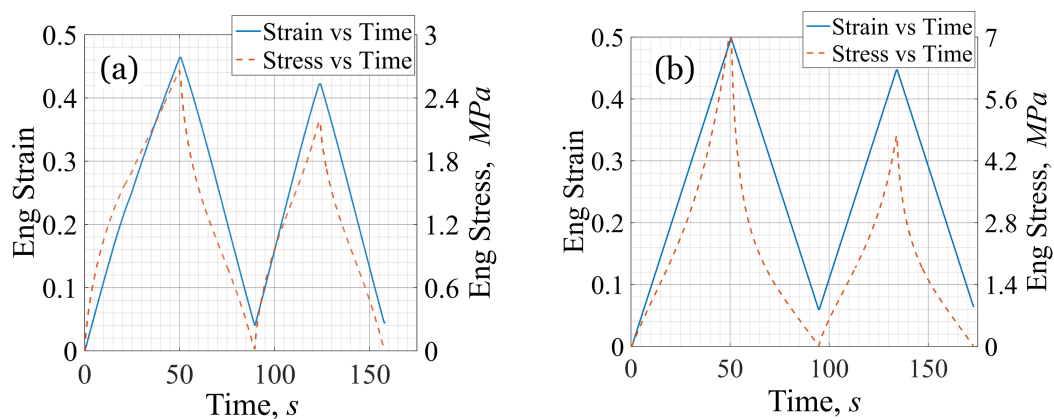 Strain vs Time
Stress vs Time
(a)
0.5
0.4
0.3
0.2
0.1
0
3
2.4
1.8
1.2
0.6
0
0
50
100
150
Eng Strain
Eng Stress, MPa
Time, s
Strain vs Time
Stress vs Time
(b)
0.5
0.4
0.3
0.2
0.1
0
7
5.6
4.2
2.8
1.4
0
0
50
100
150
Eng Strain
Eng Stress, MPa
Time, s